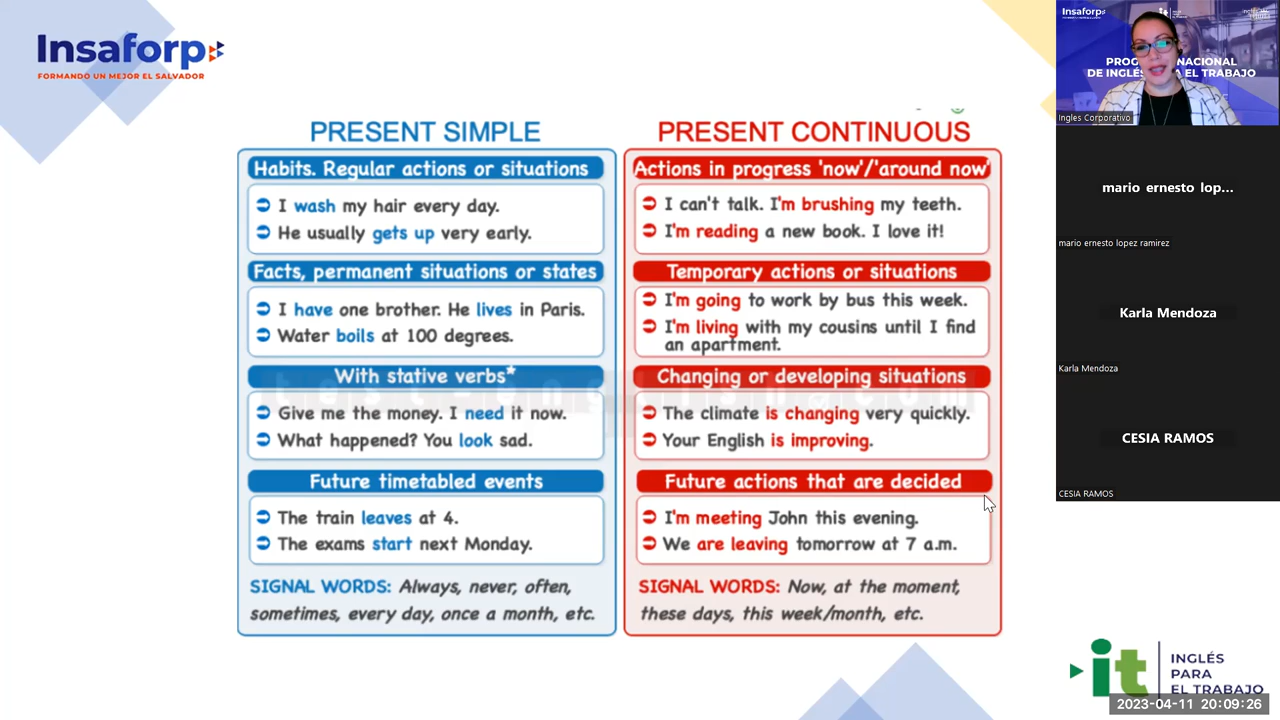 Insaforp
FORMANDO UN MEJOR EL SALVADOR
PRESENT SIMPLE
Habits. Regular actions or situations
I wash my hair every day.
He usually gets up very early.
Facts, permanent situations or states
I have one brother. He lives in Paris.
Water boils at 100 degrees.
With stative verbs*
Give me the money. I need it now.
What happened? You look sad.
Future timetabled events
The train leaves at 4.
The exams start next Monday.
SIGNAL WORDS: Always, never, often,
sometimes, every day, once a month, etc.
PRESENT CONTINUOUS
Actions in progress 'now'/'around now'
I can't talk. I'm brushing my teeth.
I'm reading a new book. I love it!
Temporary actions or situations
I'm going to work by bus this week.
I'm living with my cousins until I find
an apartment.
Changing or developing situations
The climate is changing very quickly.
Your English is improving.
Future actions that are decided
I'm meeting John this evening.
We are leaving tomorrow at 7 a.m.
SIGNAL WORDS: Now, at the moment,
these days, this week/month, etc.
Insaforp
it
Ingles Corporativo
mario ernesto lop...
mario ernesto lopez ramirez
Karla Mendoza
Karla Mendoza
CESIA RAMOS
CESIA RAMOS
it
INGLÉS
PARA
EL TRABAJO
2023-04-11 20:09:26